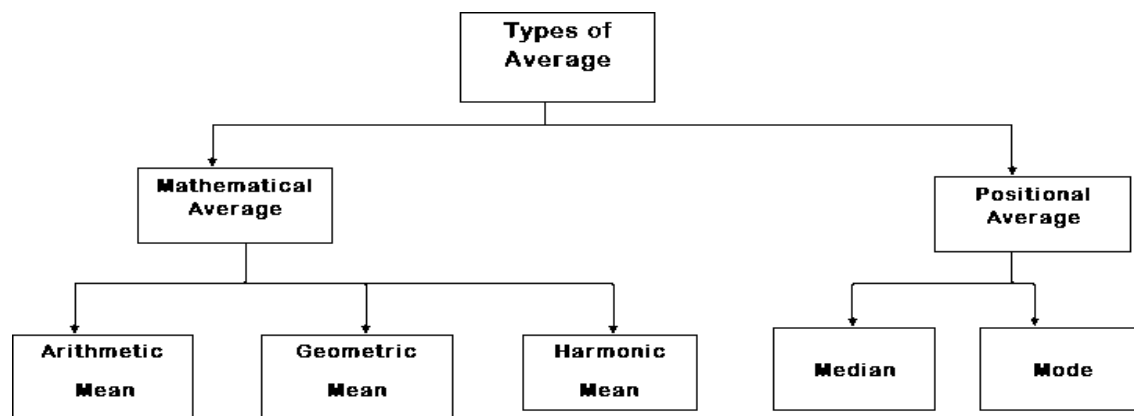 Types of
Average
Mathematical
Average
Positional
Average
Arithmetic
Mean
Geometric
Mean
Harmonic
Mean
Median
Mode